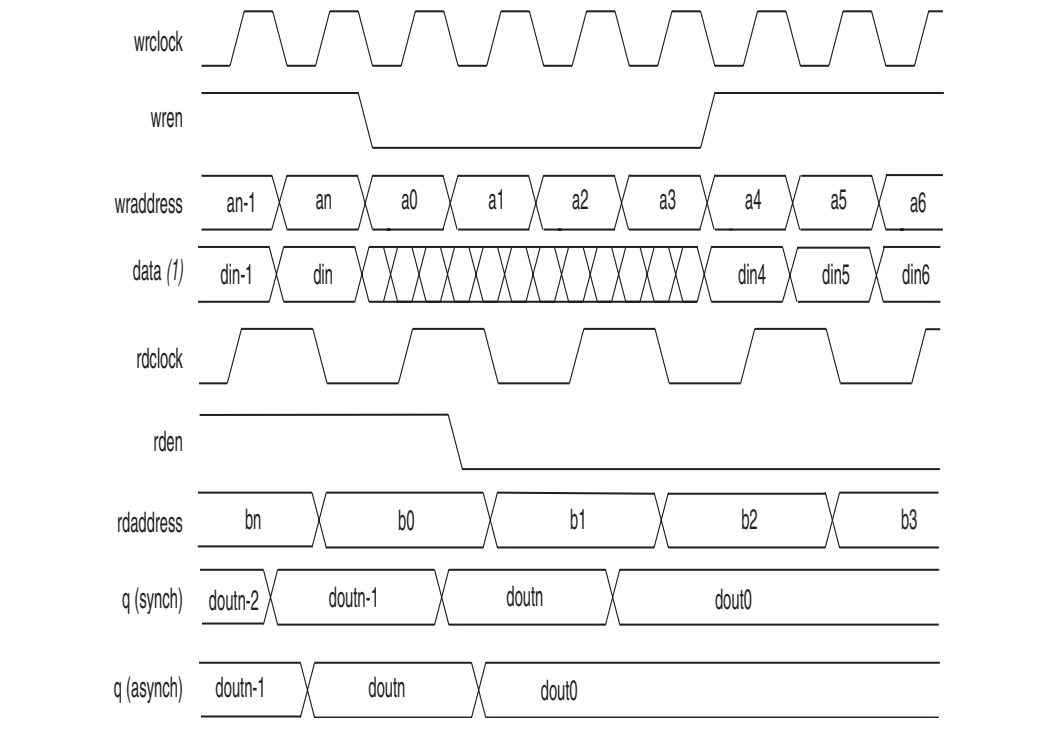 wrclock
wren
wraddress an-1 an a0 a1 a2 a3 a4 a5 a6
data (1) din-1 din din4 din5 din6
rdclock
rden
rdaddress bn b0 b1 b2 b3
q (synch) doutn-2 doutn-1 doutn dout0
q (asynch) doutn-1 doutn dout0